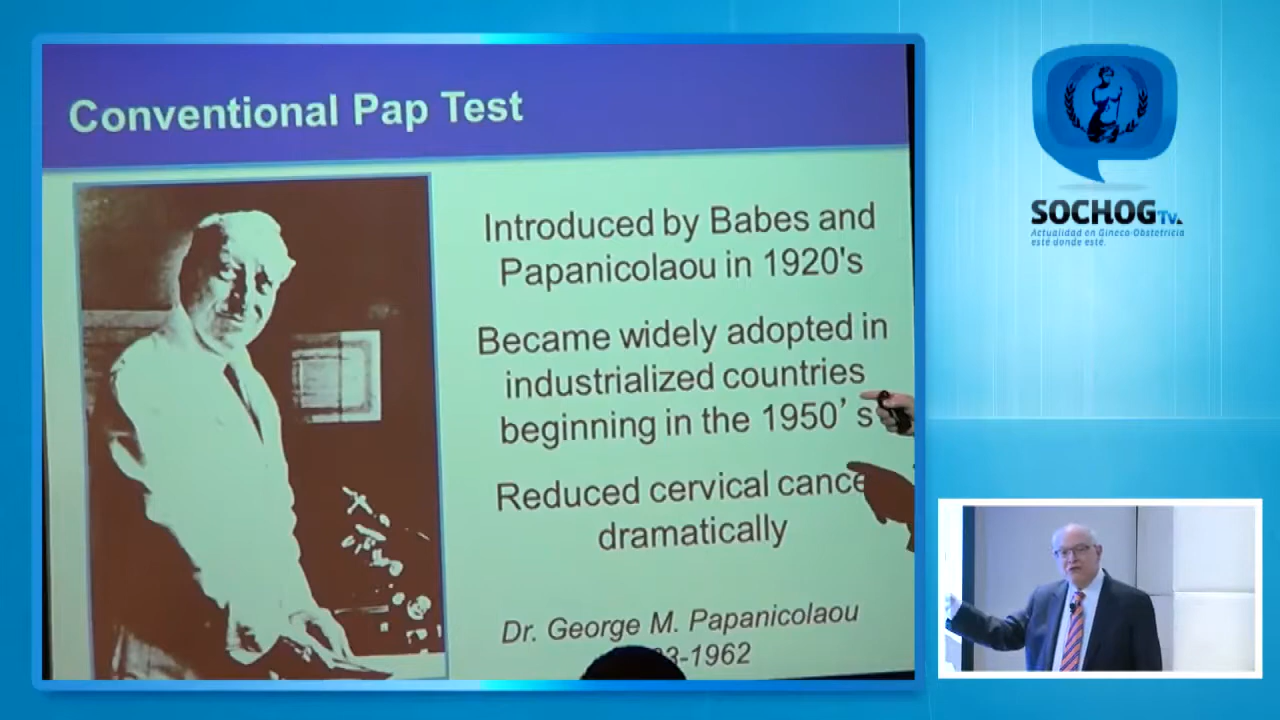 Conventional Pap Test
Introduced by Babes and
Papanicolaou in 1920's
Became widely adopted in
industrialized countries
beginning in the 1950's
Reduced cervical cance
dramatically
Dr. George M. Papanicolaou
3-1962
SOCHOG Tv.
Actualidad en Gineco-Obstetricia
esté donde esté.